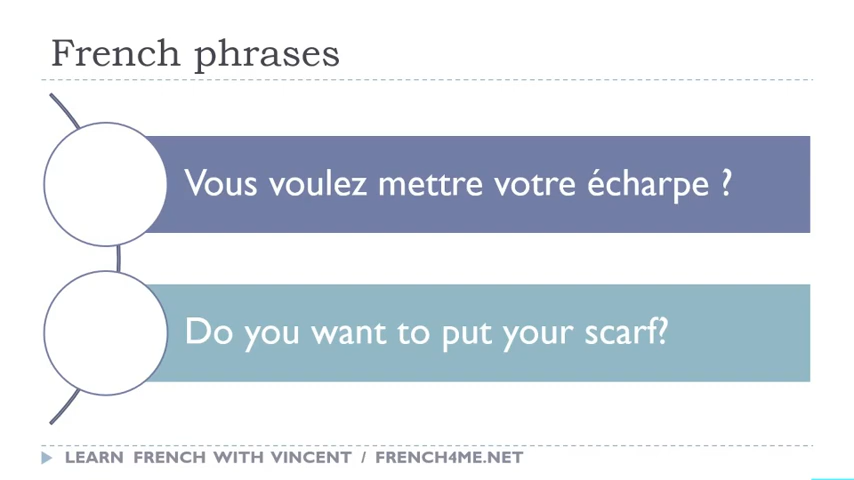 French phrases
Vous voulez mettre votre écharpe ?
Do you want to put your scarf?
LEARN FRENCH WITH VINCENT / FRENCH4ME.NET